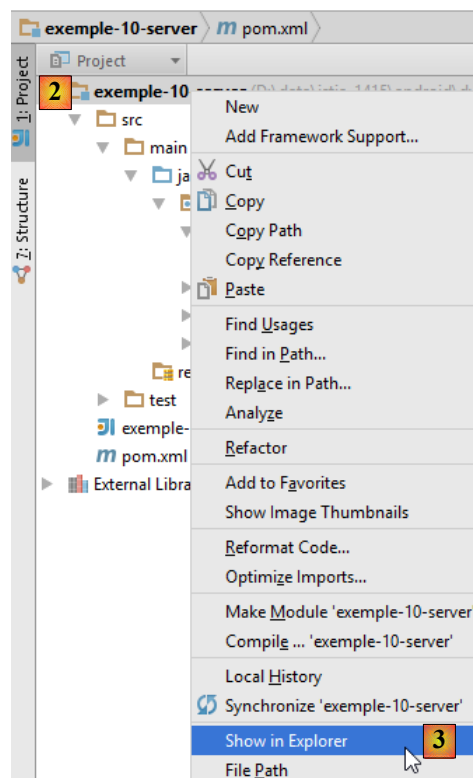 exemple-10-server
m pom.xml
1: Project
Project
2
exemple-10
src
main
test
m pom.xml
External Libra
7: Structure
New
Add Framework Support...
Cut
Copy
Copy Path
Copy Reference
Paste
Find Usages
Find in Path...
Replace in Path...
Analyze
Refactor
Add to Favorites
Show Image Thumbnails
Reformat Code...
Optimize Imports...
Make Module 'exemple-10-server'
Compile ... 'exemple-10-server'
Local History
Synchronize 'exemple-10-server'
Show in Explorer
3
File Path